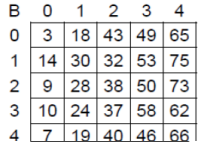 B 0 1 2 3 4
0 3 18 43 49 65
1 14 30 32 53 75
2 9 28 38 50 73
3 10 24 37 58 62
4 7 19 40 46 66